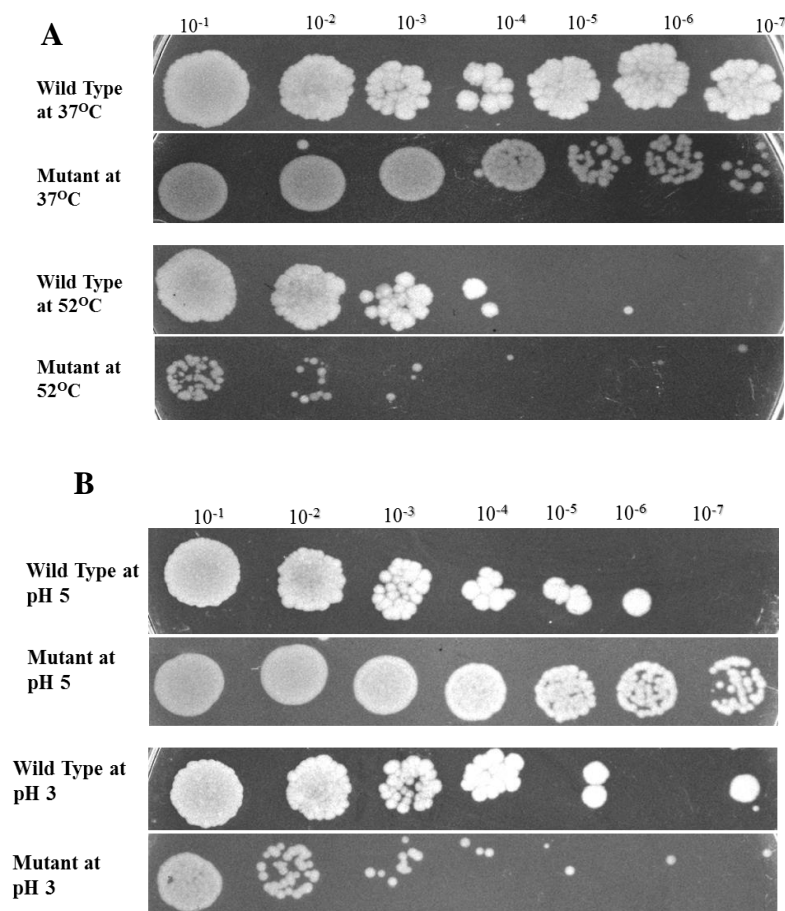 A
10⁻¹ 10⁻² 10⁻³ 10⁻⁴ 10⁻⁵ 10⁻⁶ 10⁻⁷
Wild Type
at 37ᴼC
Mutant at
37ᴼC
Wild Type
at 52ᴼC
Mutant at
52ᴼC
B
10⁻¹ 10⁻² 10⁻³ 10⁻⁴ 10⁻⁵ 10⁻⁶ 10⁻⁷
Wild Type at
pH 5
Mutant at
pH 5
Wild Type at
pH 3
Mutant at
pH 3